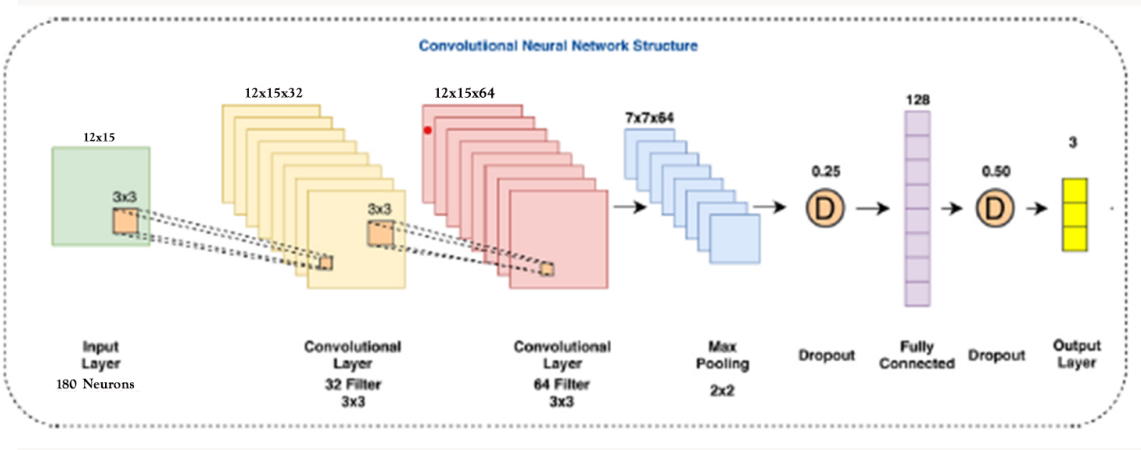 Convolutional Neural Network Structure
12x15
12x15x32
12x15x64
7x7x64
0.25
128
0.50
3
3x3
3x3
D
D
Input
Layer
180 Neurons
Convolutional
Layer
32 Filter
3x3
Convolutional
Layer
64 Filter
3x3
Max
Pooling
2x2
Dropout
Fully
Connected
Dropout
Output
Layer